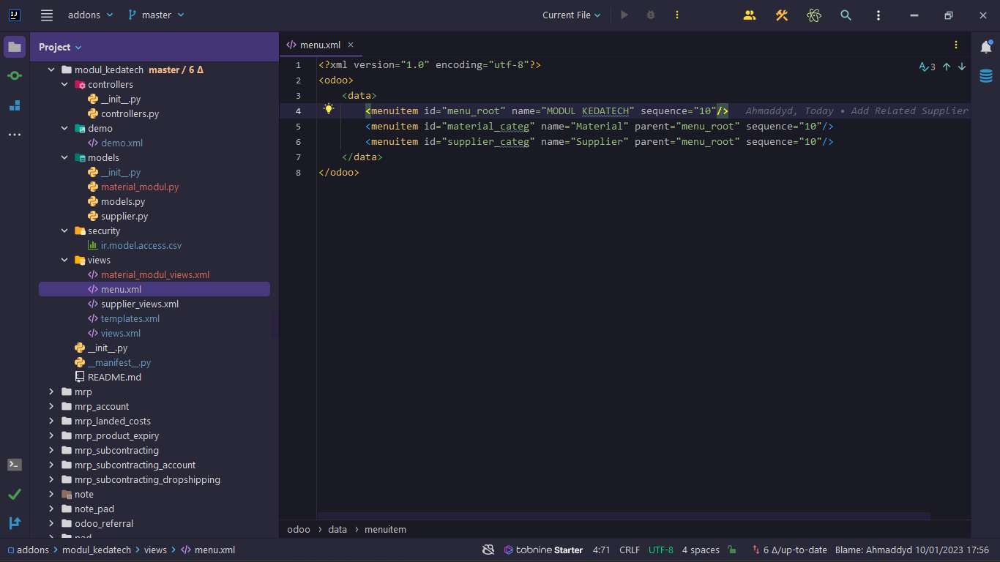 IJ addons master Current File
Project
modul_kedatech master / 6 Δ
controllers
__init__.py
controllers.py
demo
demo.xml
models
__init__.py
material_modul.py
models.py
supplier.py
security
ir.model.access.csv
views
material_modul_views.xml
menu.xml
supplier_views.xml
templates.xml
views.xml
__init__.py
__manifest__.py
README.md
mrp
mrp_account
mrp_landed_costs
mrp_product_expiry
mrp_subcontracting
mrp_subcontracting_account
mrp_subcontracting_dropshipping
note
note_pad
odoo_referral
pad
menu.xml
3
1 <?xml version="1.0" encoding="utf-8"?>
2 <odoo>
3 <data>
4 <menuitem id="menu_root" name="MODUL KEDATECH" sequence="10"/> Ahmaddyd, Today • Add Related Supplier
5 <menuitem id="material_categ" name="Material" parent="menu_root" sequence="10"/>
6 <menuitem id="supplier_categ" name="Supplier" parent="menu_root" sequence="10"/>
7 </data>
8 </odoo>
odoo › data › menuitem
addons › modul_kedatech › views › menu.xml
tabnine Starter 4:71 CRLF UTF-8 4 spaces 6 Δ/up-to-date Blame: Ahmaddyd 10/01/2023 17:56